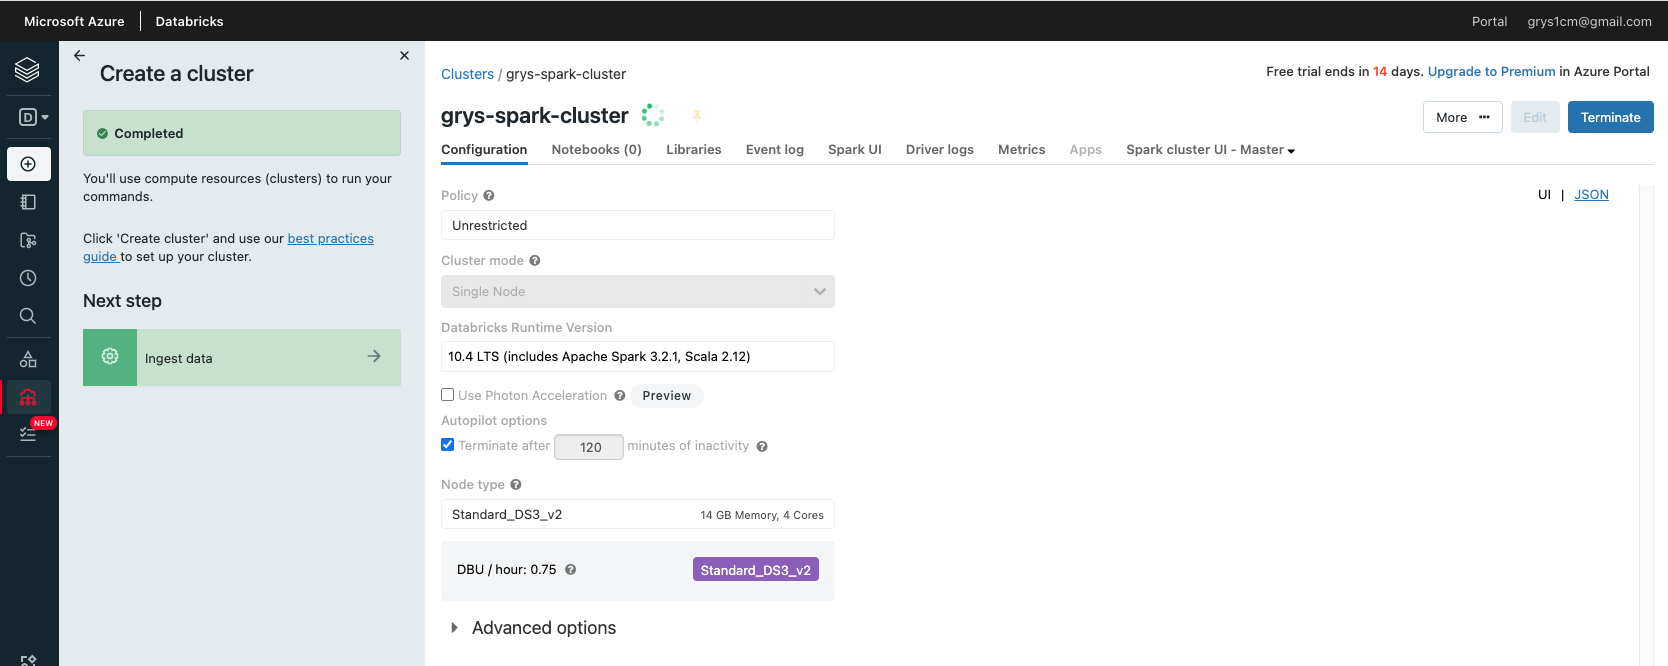 Microsoft Azure | Databricks
Portal grys1cm@gmail.com
Create a cluster
Completed
You'll use compute resources (clusters) to run your
commands.
Click 'Create cluster' and use our best practices
guide to set up your cluster.
Next step
Ingest data
D
NEW
Clusters / grys-spark-cluster
Free trial ends in 14 days. Upgrade to Premium in Azure Portal
grys-spark-cluster
More ··· Edit Terminate
Configuration Notebooks (0) Libraries Event log Spark UI Driver logs Metrics Apps Spark cluster UI - Master
UI | JSON
Policy ?
Unrestricted
Cluster mode ?
Single Node
Databricks Runtime Version
10.4 LTS (includes Apache Spark 3.2.1, Scala 2.12)
Use Photon Acceleration ? Preview
Autopilot options
Terminate after 120 minutes of inactivity ?
Node type ?
Standard_DS3_v2 14 GB Memory, 4 Cores
DBU / hour: 0.75 ? Standard_DS3_v2
Advanced options